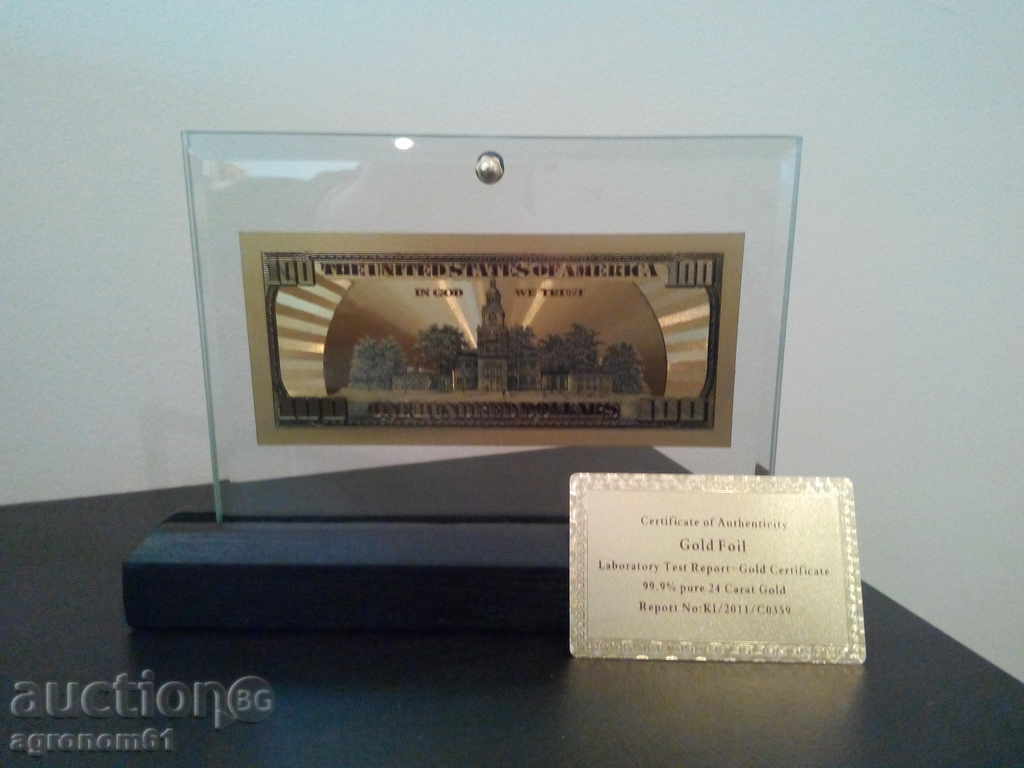 100 THE UNITED STATES OF AMERICA 100
IN GOD WE TRUST
100 ONE HUNDRED DOLLARS 100
Certificate of Authenticity
Gold Foil
Laboratory Test Report-Gold Certificate
99.9% pure 24 Carat Gold
Report No:KI/2011/C0359
auctionBG
agronom61